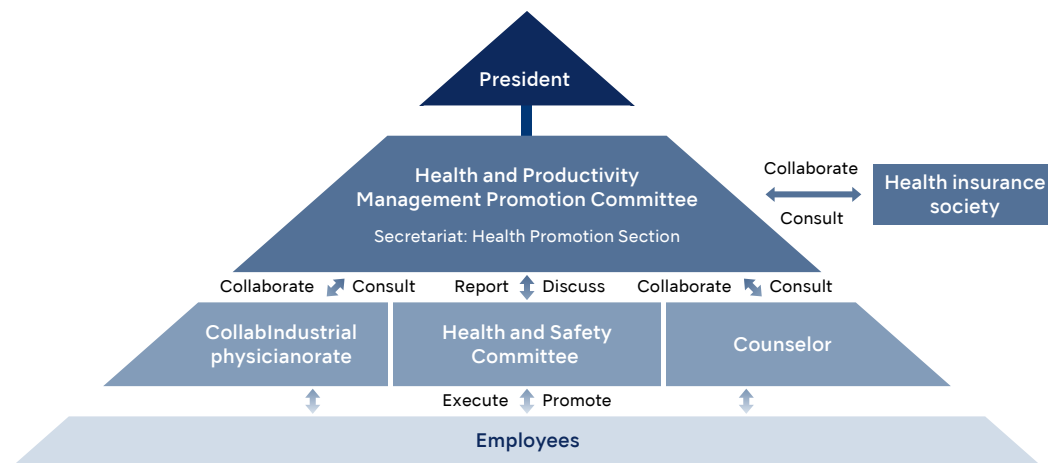 President
Health and Productivity
Management Promotion Committee
Secretariat: Health Promotion Section
Collaborate
Consult
Health insurance
society
Collaborate Consult
Report Discuss
Collaborate Consult
CollabIndustrial
physicianorate
Health and Safety
Committee
Counselor
Execute Promote
Employees